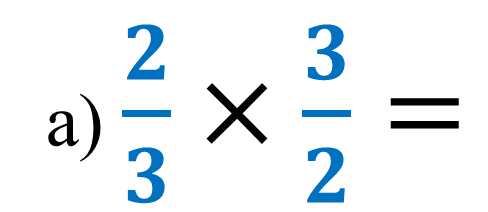 a) 2/3 × 3/2 =